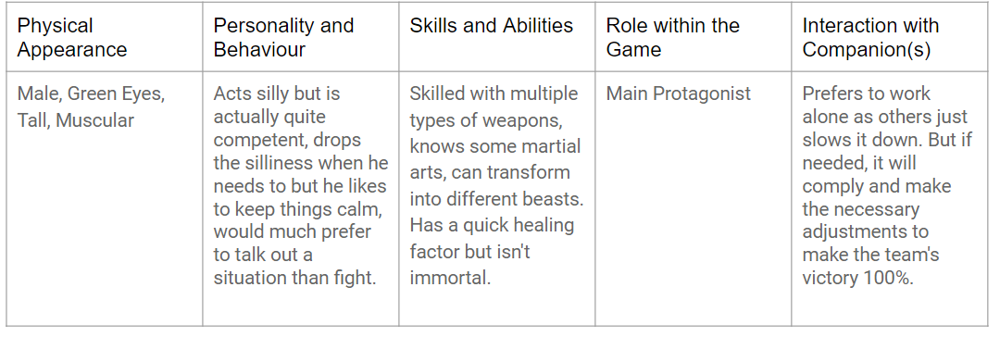 Physical
Appearance
Personality and
Behaviour
Skills and Abilities
Role within the
Game
Interaction with
Companion(s)
Male, Green Eyes,
Tall, Muscular
Acts silly but is
actually quite
competent, drops
the silliness when he
needs to but he likes
to keep things calm,
would much prefer
to talk out a
situation than fight.
Skilled with multiple
types of weapons,
knows some martial
arts, can transform
into different beasts.
Has a quick healing
factor but isn't
immortal.
Main Protagonist
Prefers to work
alone as others just
slows it down. But if
needed, it will
comply and make
the necessary
adjustments to
make the team's
victory 100%.